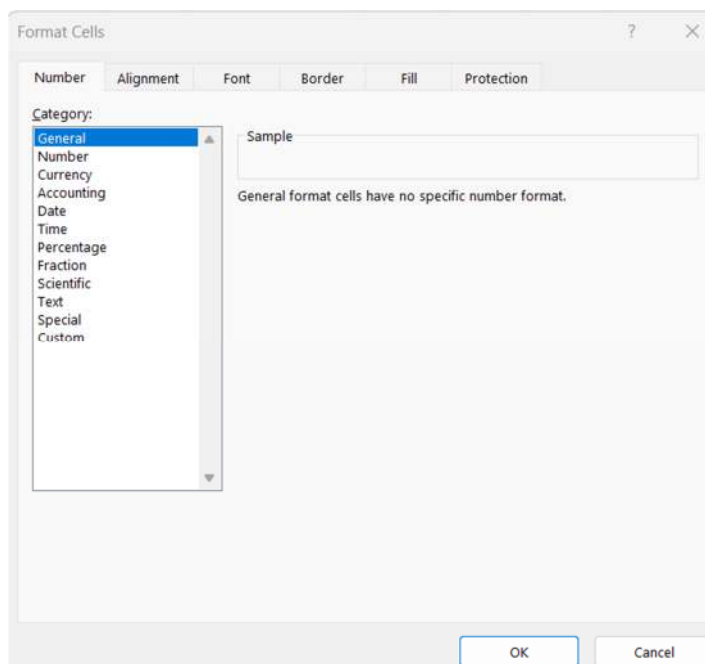 Format Cells
Number Alignment Font Border Fill Protection
Category:
General
Number
Currency
Accounting
Date
Time
Percentage
Fraction
Scientific
Text
Special
Custom
Sample
General format cells have no specific number format.
OK Cancel